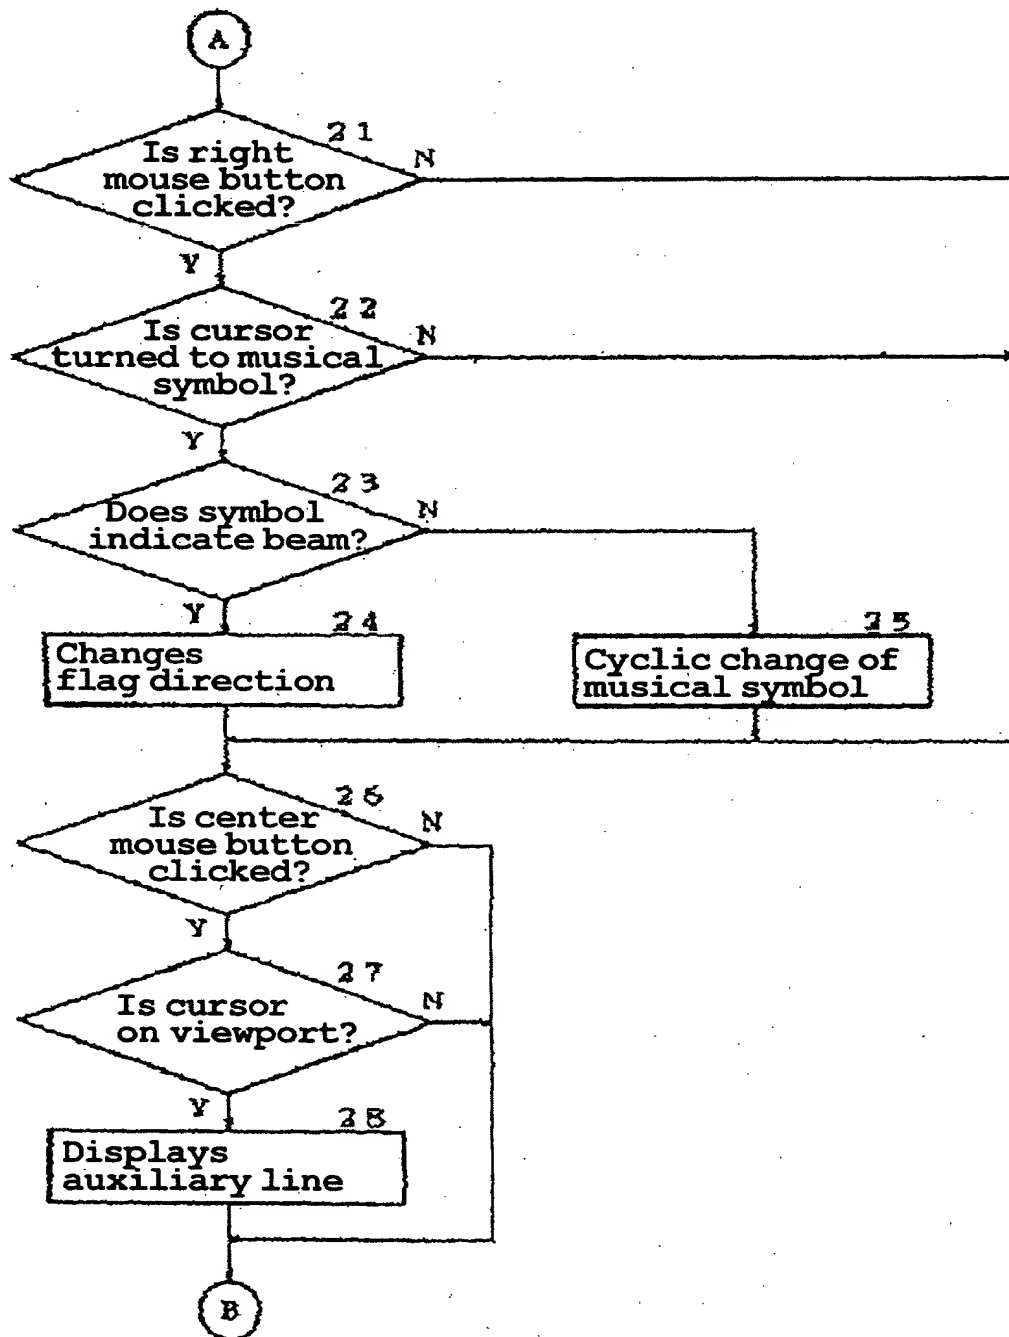 A
21
Is right
mouse button
clicked?
N
Y
22
Is cursor
turned to musical
symbol?
N
Y
23
Does symbol
indicate beam?
N
Y
24
Changes
flag direction
25
Cyclic change of
musical symbol
26
Is center
mouse button
clicked?
N
Y
27
Is cursor
on viewport?
N
Y
28
Displays
auxiliary line
B